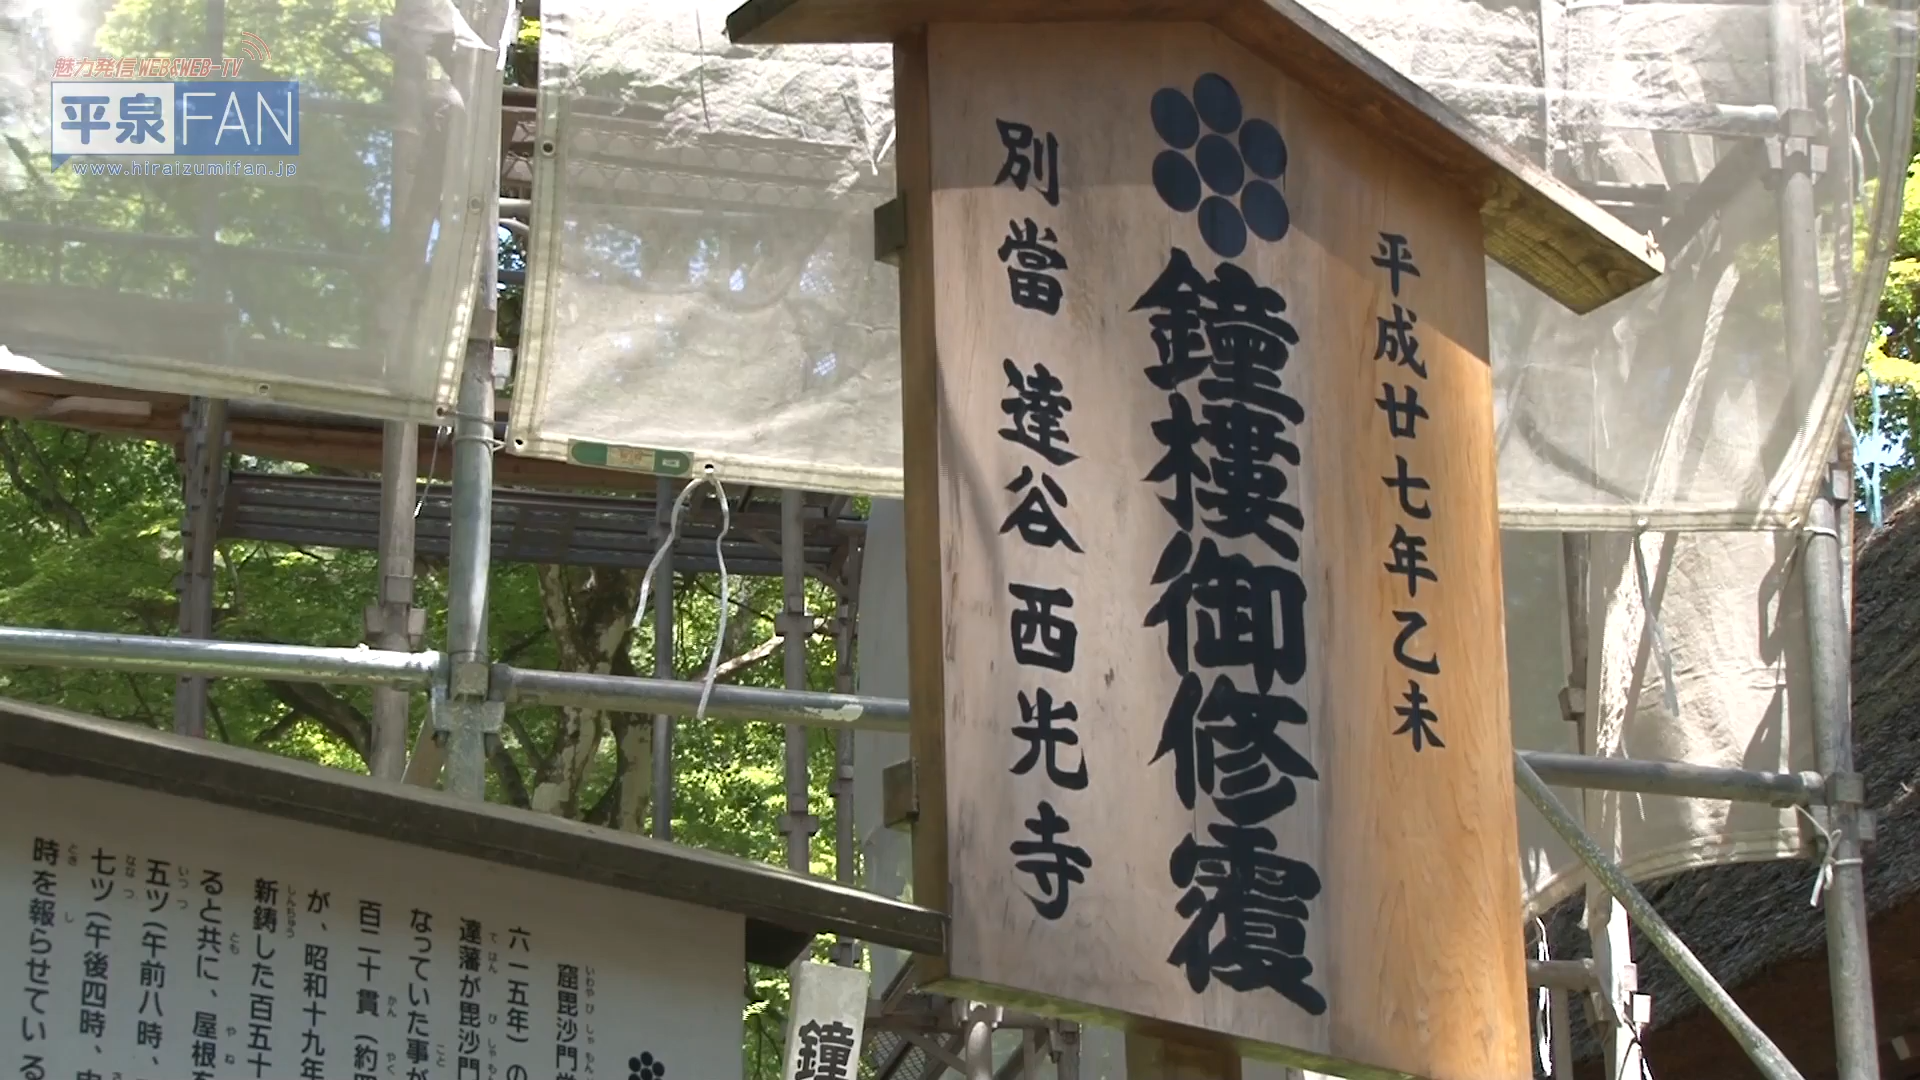 魅力発信WEB&WEB-TV
平泉FAN
www.hiraizumifan.jp
平成廿七年乙未
鐘樓御修覆
別當 達谷西光寺
窟毘沙門堂
六一五年）の
達藩が毘沙門
なっていた事が
百二十貫（約四
が、昭和十九年
新鋳した百五十
ると共に、屋根を
五ツ（午前八時、
七ツ（午後四時、
時を報らせている
鐘